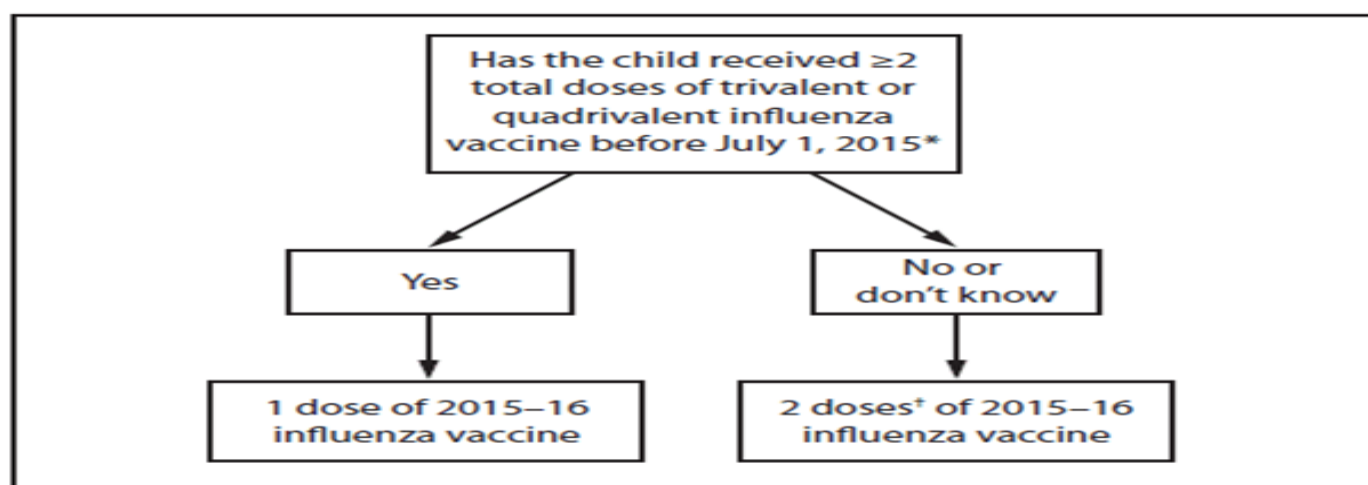 Has the child received ≥2
total doses of trivalent or
quadrivalent influenza
vaccine before July 1, 2015*
Yes
No or
don't know
1 dose of 2015–16
influenza vaccine
2 doses† of 2015–16
influenza vaccine